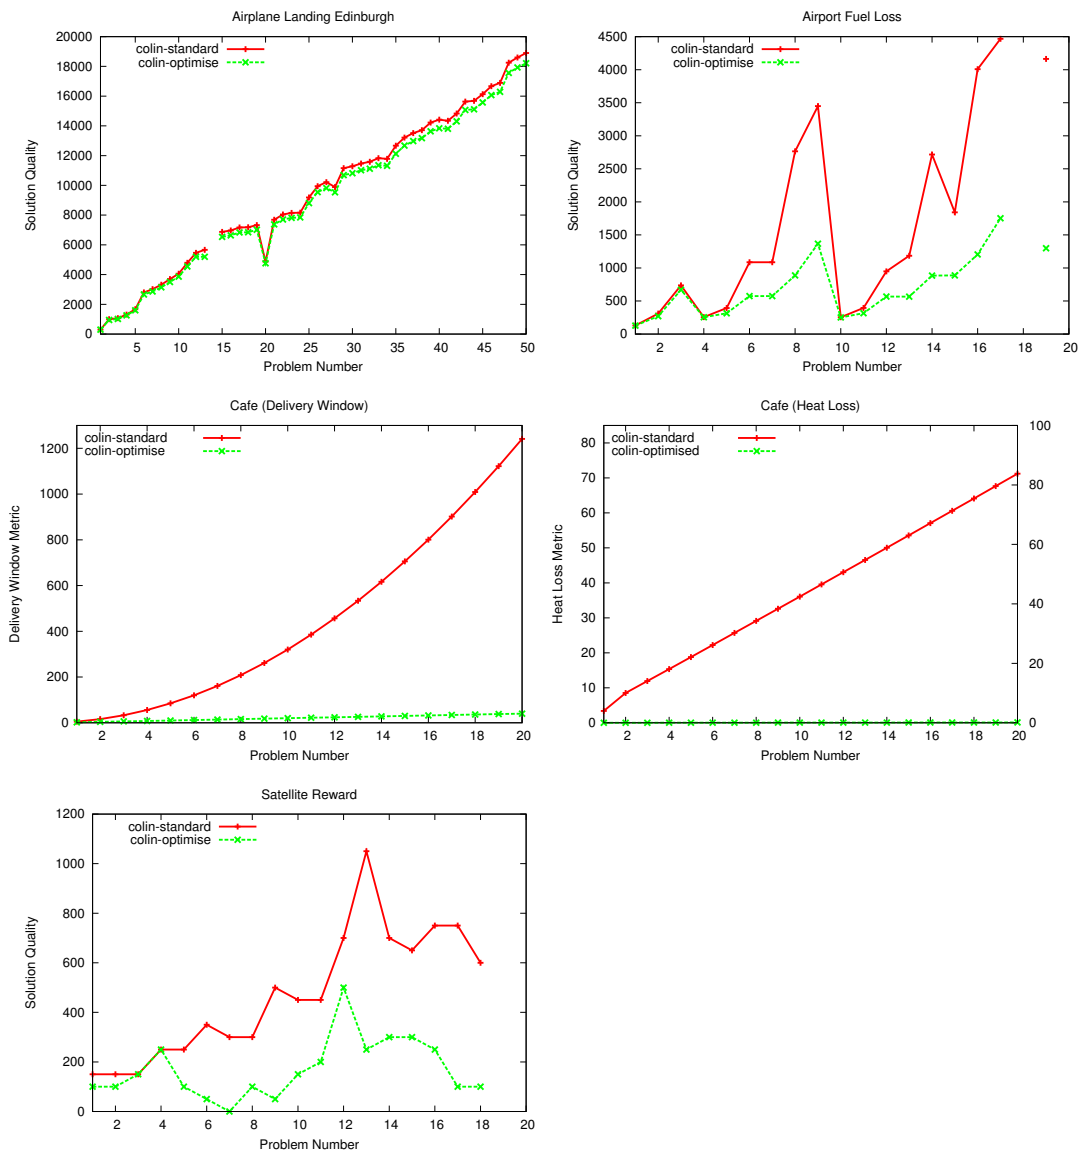 Airplane Landing Edinburgh
colin-standard
colin-optimise
Solution Quality
20000
18000
16000
14000
12000
10000
8000
6000
4000
2000
0
5 10 15 20 25 30 35 40 45 50
Problem Number
Airport Fuel Loss
colin-standard
colin-optimise
Solution Quality
4500
4000
3500
3000
2500
2000
1500
1000
500
0
2 4 6 8 10 12 14 16 18 20
Problem Number
Cafe (Delivery Window)
colin-standard
colin-optimise
Delivery Window Metric
1200
1000
800
600
400
200
0
2 4 6 8 10 12 14 16 18 20
Problem Number
Cafe (Heat Loss)
colin-standard
colin-optimised
Heat Loss Metric
80
70
60
50
40
30
20
10
0
100
80
60
40
20
0
2 4 6 8 10 12 14 16 18 20
Problem Number
Satellite Reward
colin-standard
colin-optimise
Solution Quality
1200
1000
800
600
400
200
0
2 4 6 8 10 12 14 16 18 20
Problem Number